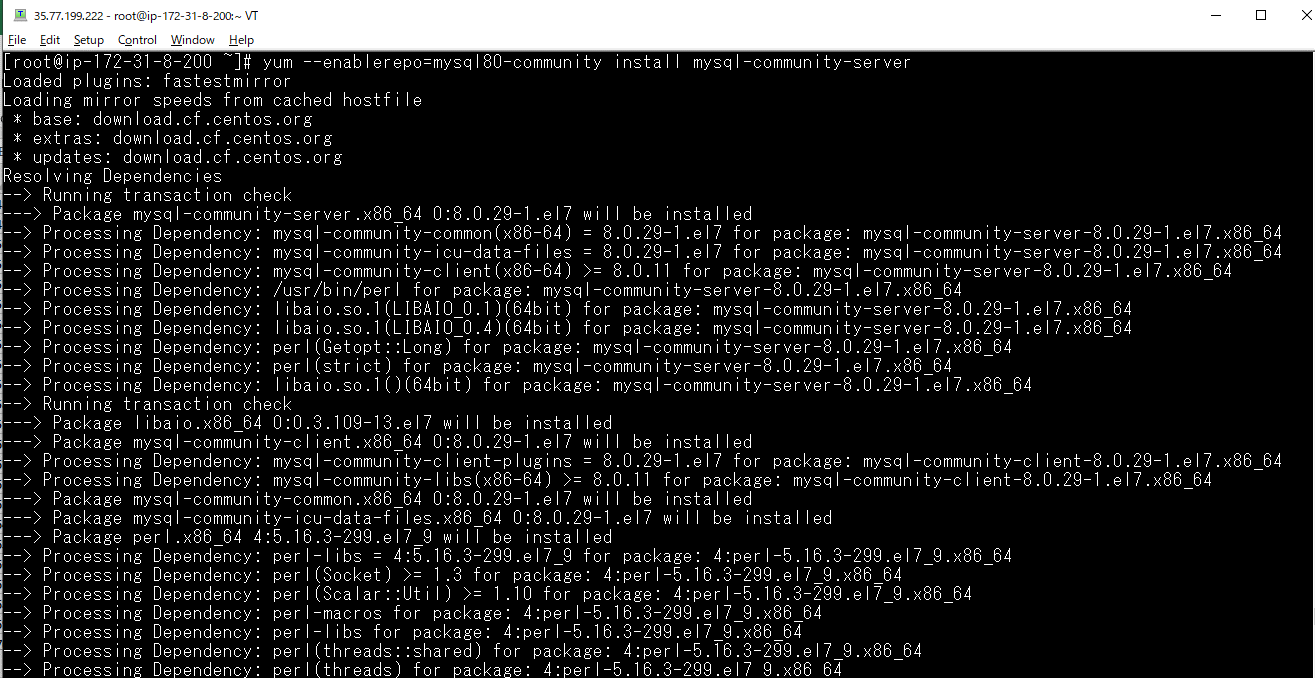 35.77.199.222 - root@ip-172-31-8-200:~ VT
File Edit Setup Control Window Help
[root@ip-172-31-8-200 ~]# yum --enablerepo=mysql80-community install mysql-community-server
Loaded plugins: fastestmirror
Loading mirror speeds from cached hostfile
 * base: download.cf.centos.org
 * extras: download.cf.centos.org
 * updates: download.cf.centos.org
Resolving Dependencies
--> Running transaction check
---> Package mysql-community-server.x86_64 0:8.0.29-1.el7 will be installed
--> Processing Dependency: mysql-community-common(x86-64) = 8.0.29-1.el7 for package: mysql-community-server-8.0.29-1.el7.x86_64
--> Processing Dependency: mysql-community-icu-data-files = 8.0.29-1.el7 for package: mysql-community-server-8.0.29-1.el7.x86_64
--> Processing Dependency: mysql-community-client(x86-64) >= 8.0.11 for package: mysql-community-server-8.0.29-1.el7.x86_64
--> Processing Dependency: /usr/bin/perl for package: mysql-community-server-8.0.29-1.el7.x86_64
--> Processing Dependency: libaio.so.1(LIBAIO_0.1)(64bit) for package: mysql-community-server-8.0.29-1.el7.x86_64
--> Processing Dependency: libaio.so.1(LIBAIO_0.4)(64bit) for package: mysql-community-server-8.0.29-1.el7.x86_64
--> Processing Dependency: perl(Getopt::Long) for package: mysql-community-server-8.0.29-1.el7.x86_64
--> Processing Dependency: perl(strict) for package: mysql-community-server-8.0.29-1.el7.x86_64
--> Processing Dependency: libaio.so.1()(64bit) for package: mysql-community-server-8.0.29-1.el7.x86_64
--> Running transaction check
---> Package libaio.x86_64 0:0.3.109-13.el7 will be installed
---> Package mysql-community-client.x86_64 0:8.0.29-1.el7 will be installed
--> Processing Dependency: mysql-community-client-plugins = 8.0.29-1.el7 for package: mysql-community-client-8.0.29-1.el7.x86_64
--> Processing Dependency: mysql-community-libs(x86-64) >= 8.0.11 for package: mysql-community-client-8.0.29-1.el7.x86_64
---> Package mysql-community-common.x86_64 0:8.0.29-1.el7 will be installed
---> Package mysql-community-icu-data-files.x86_64 0:8.0.29-1.el7 will be installed
---> Package perl.x86_64 4:5.16.3-299.el7_9 will be installed
--> Processing Dependency: perl-libs = 4:5.16.3-299.el7_9 for package: 4:perl-5.16.3-299.el7_9.x86_64
--> Processing Dependency: perl(Socket) >= 1.3 for package: 4:perl-5.16.3-299.el7_9.x86_64
--> Processing Dependency: perl(Scalar::Util) >= 1.10 for package: 4:perl-5.16.3-299.el7_9.x86_64
--> Processing Dependency: perl-macros for package: 4:perl-5.16.3-299.el7_9.x86_64
--> Processing Dependency: perl-libs for package: 4:perl-5.16.3-299.el7_9.x86_64
--> Processing Dependency: perl(threads::shared) for package: 4:perl-5.16.3-299.el7_9.x86_64
--> Processing Dependency: perl(threads) for package: 4:perl-5.16.3-299.el7_9.x86_64